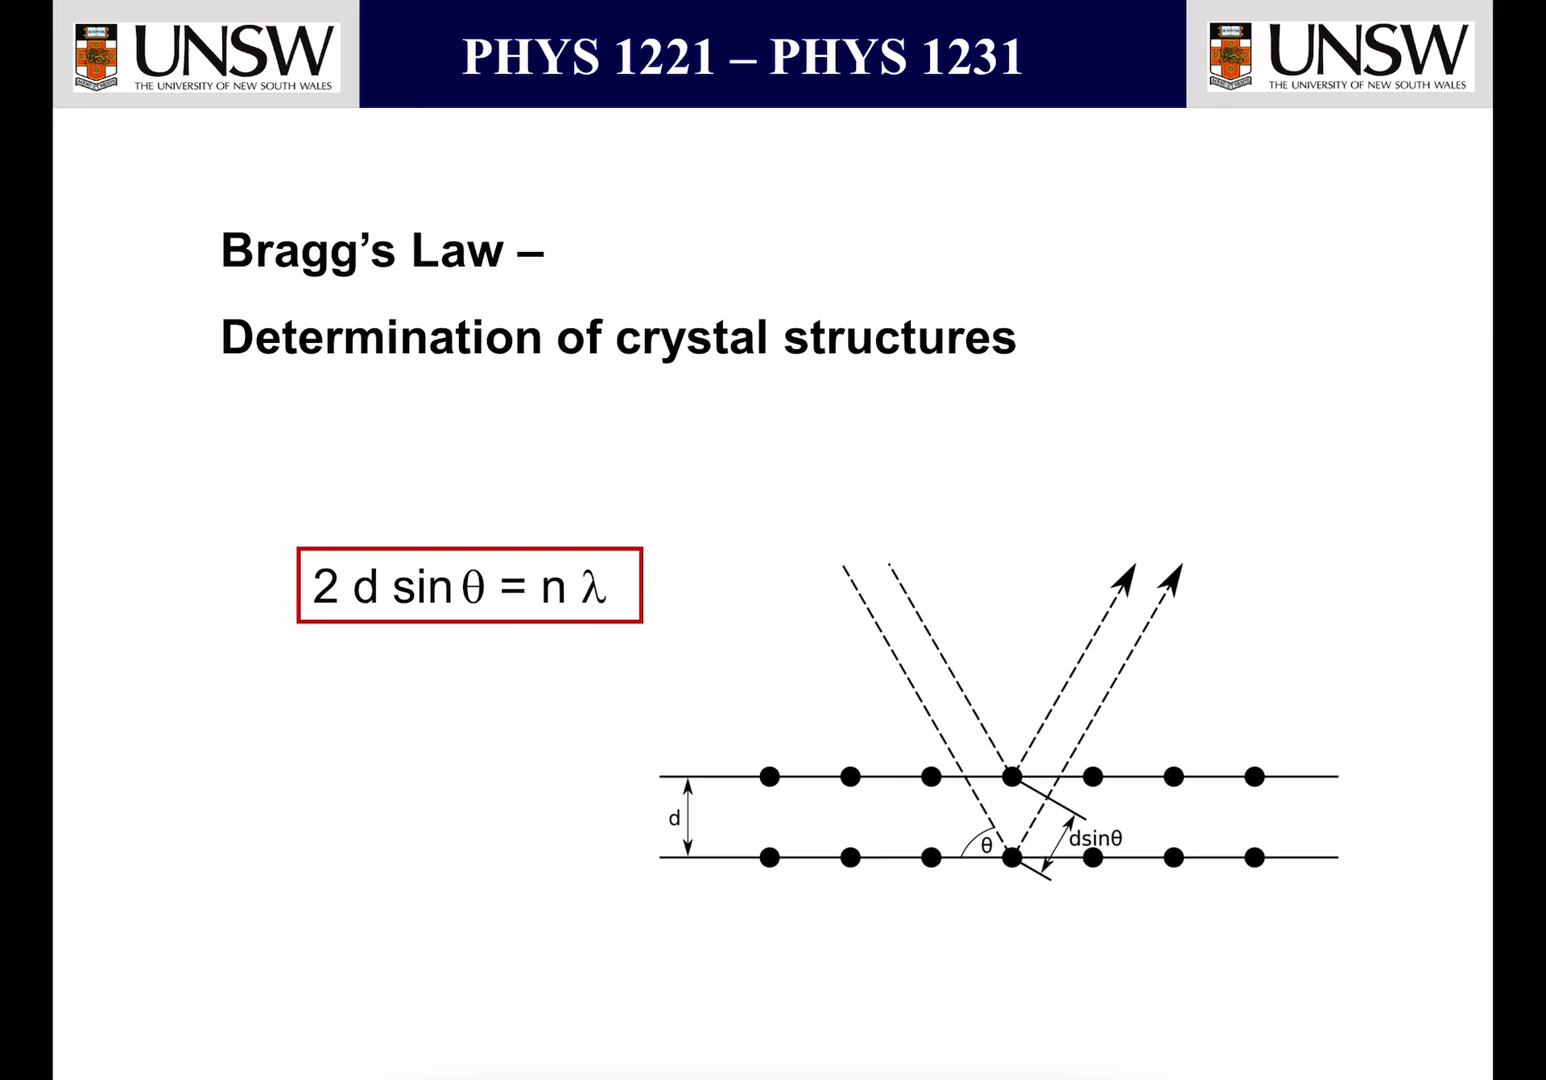 UNSW
THE UNIVERSITY OF NEW SOUTH WALES
PHYS 1221 – PHYS 1231
UNSW
THE UNIVERSITY OF NEW SOUTH WALES
Bragg’s Law –
Determination of crystal structures
2 d sin θ = n λ
d
θ
dsinθ